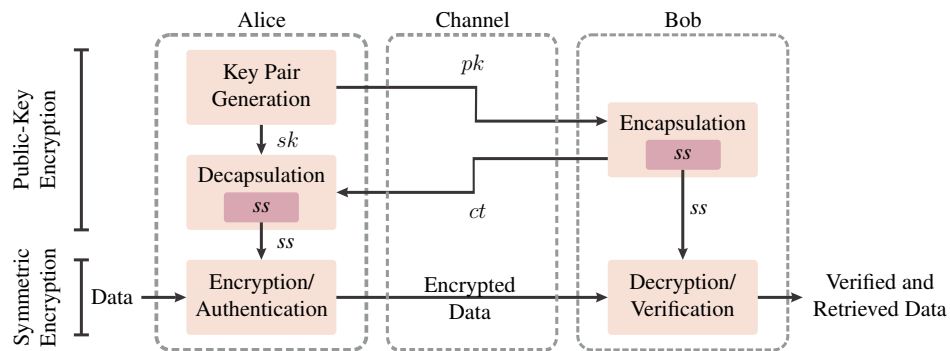 Alice
Channel
Bob
Public-Key
Encryption
Key Pair
Generation
pk
sk
Encapsulation
ss
Decapsulation
ss
ct
ss
ss
Symmetric
Encryption
Data
Encryption/
Authentication
Encrypted
Data
Decryption/
Verification
Verified and
Retrieved Data